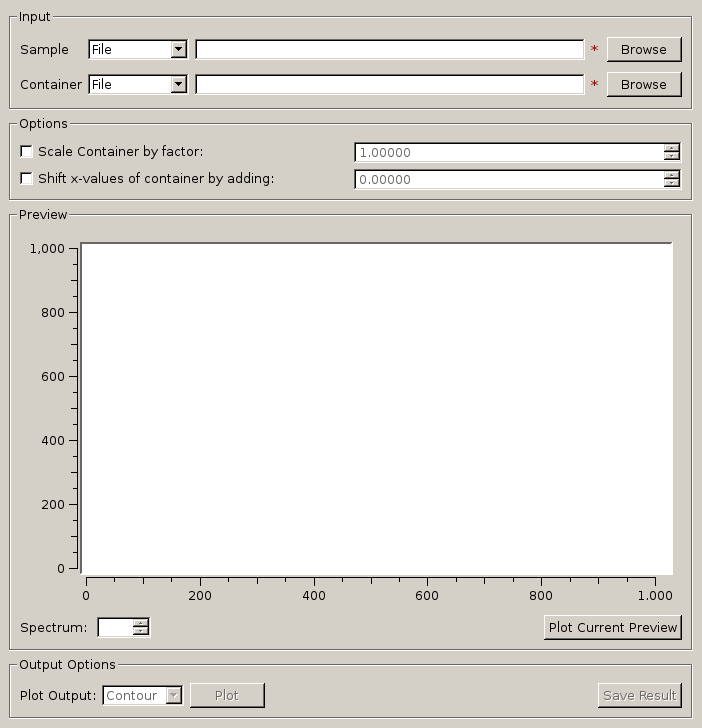 Input
Sample File * Browse
Container File * Browse
Options
Scale Container by factor: 1.00000
Shift x-values of container by adding: 0.00000
Preview
1,000
800
600
400
200
0
0 200 400 600 800 1.000
Spectrum: Plot Current Preview
Output Options
Plot Output: Contour Plot Save Result